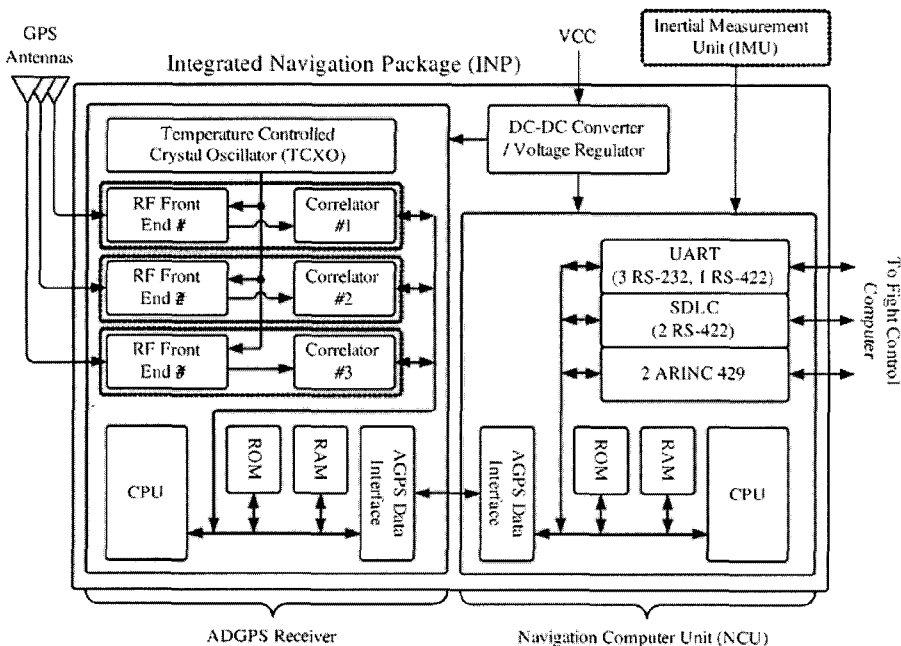 GPS
Antennas
Integrated Navigation Package (INP)
VCC
Inertial Measurement
Unit (IMU)
Temperature Controlled
Crystal Oscillator (TCXO)
DC-DC Converter
/ Voltage Regulator
RF Front
End #
Correlator
#1
RF Front
End
Correlator
#2
RF Front
End
Correlator
#3
UART
(3 RS-232, 1 RS-422)
SDLC
(2 RS-422)
2 ARINC 429
To Fight Control
Computer
CPU
ROM
RAM
AGPS Data
Interface
AGPS Data
Interface
ROM
RAM
CPU
ADGPS Receiver
Navigation Computer Unit (NCU)